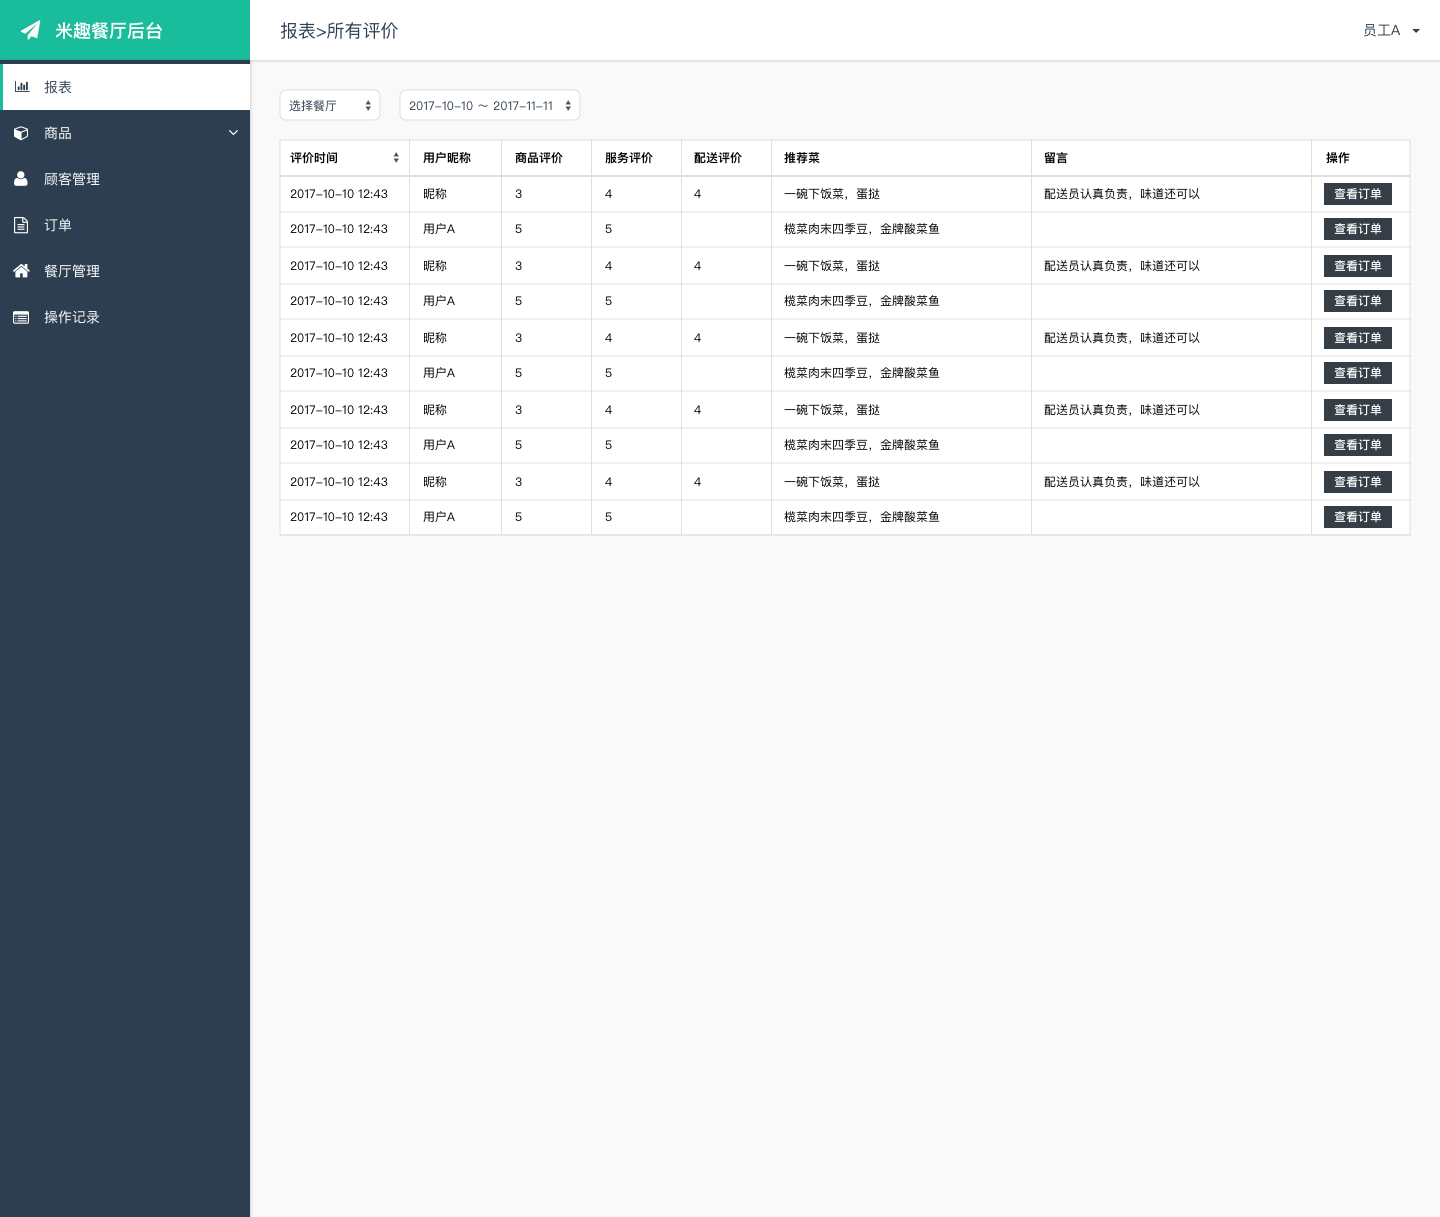 米趣餐厅后台
报表>所有评价
员工A
报表
商品
顾客管理
订单
餐厅管理
操作记录
选择餐厅
2017-10-10 ～ 2017-11-11
评价时间 用户昵称 商品评价 服务评价 配送评价 推荐菜 留言 操作
2017-10-10 12:43 昵称 3 4 4 一碗下饭菜，蛋挞 配送员认真负责，味道还可以 查看订单
2017-10-10 12:43 用户A 5 5 榄菜肉末四季豆，金牌酸菜鱼 查看订单
2017-10-10 12:43 昵称 3 4 4 一碗下饭菜，蛋挞 配送员认真负责，味道还可以 查看订单
2017-10-10 12:43 用户A 5 5 榄菜肉末四季豆，金牌酸菜鱼 查看订单
2017-10-10 12:43 昵称 3 4 4 一碗下饭菜，蛋挞 配送员认真负责，味道还可以 查看订单
2017-10-10 12:43 用户A 5 5 榄菜肉末四季豆，金牌酸菜鱼 查看订单
2017-10-10 12:43 昵称 3 4 4 一碗下饭菜，蛋挞 配送员认真负责，味道还可以 查看订单
2017-10-10 12:43 用户A 5 5 榄菜肉末四季豆，金牌酸菜鱼 查看订单
2017-10-10 12:43 昵称 3 4 4 一碗下饭菜，蛋挞 配送员认真负责，味道还可以 查看订单
2017-10-10 12:43 用户A 5 5 榄菜肉末四季豆，金牌酸菜鱼 查看订单